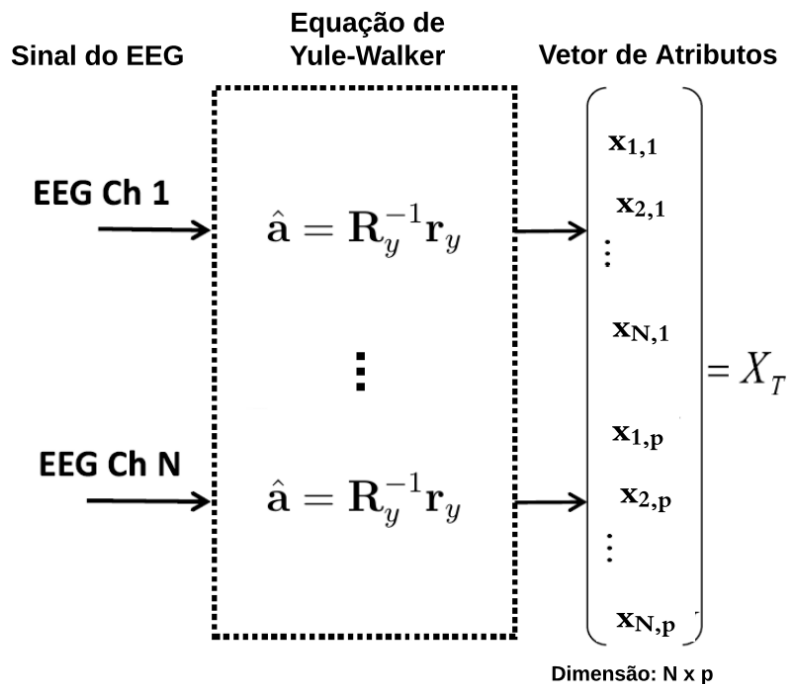 Sinal do EEG
Equação de
Yule-Walker
Vetor de Atributos
EEG Ch 1
â = R_y^{-1} r_y
⋮
EEG Ch N
â = R_y^{-1} r_y
x_{1,1}
x_{2,1}
⋮
x_{N,1}
x_{1,p}
x_{2,p}
⋮
x_{N,p}
= X_T
Dimensão: N x p